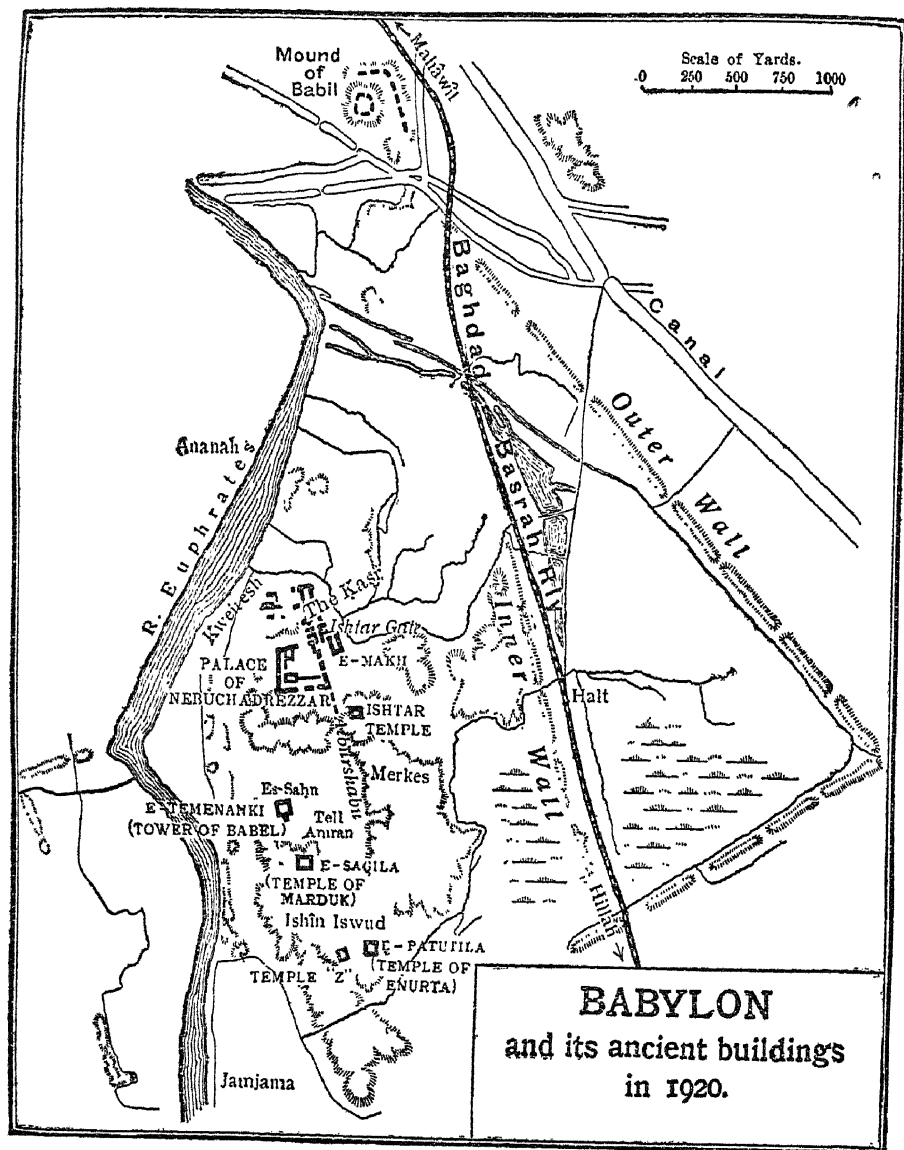 Mound
of
Babil
Mahâwîl
Scale of Yards.
0 250 500 750 1000
Baghdad Basrah Rly
Canal
Outer Wall
Ananah
R. Euphrates
Kweiresh
The Kasr
Ishtar Gate
E-MAKH
PALACE
OF
NEBUCHADREZZAR
ISHTAR
TEMPLE
Inner Wall
Halt
Merkes
Es-Sahn
E-TEMENANKI
(TOWER OF BABEL)
Tell
Amran
E-SAGILA
(TEMPLE OF
MARDUK)
Ishîn Iswud
E-PATUTILA
(TEMPLE OF
ENURTA)
TEMPLE "Z"
Hillah
Jamjama
BABYLON
and its ancient buildings
in 1920.